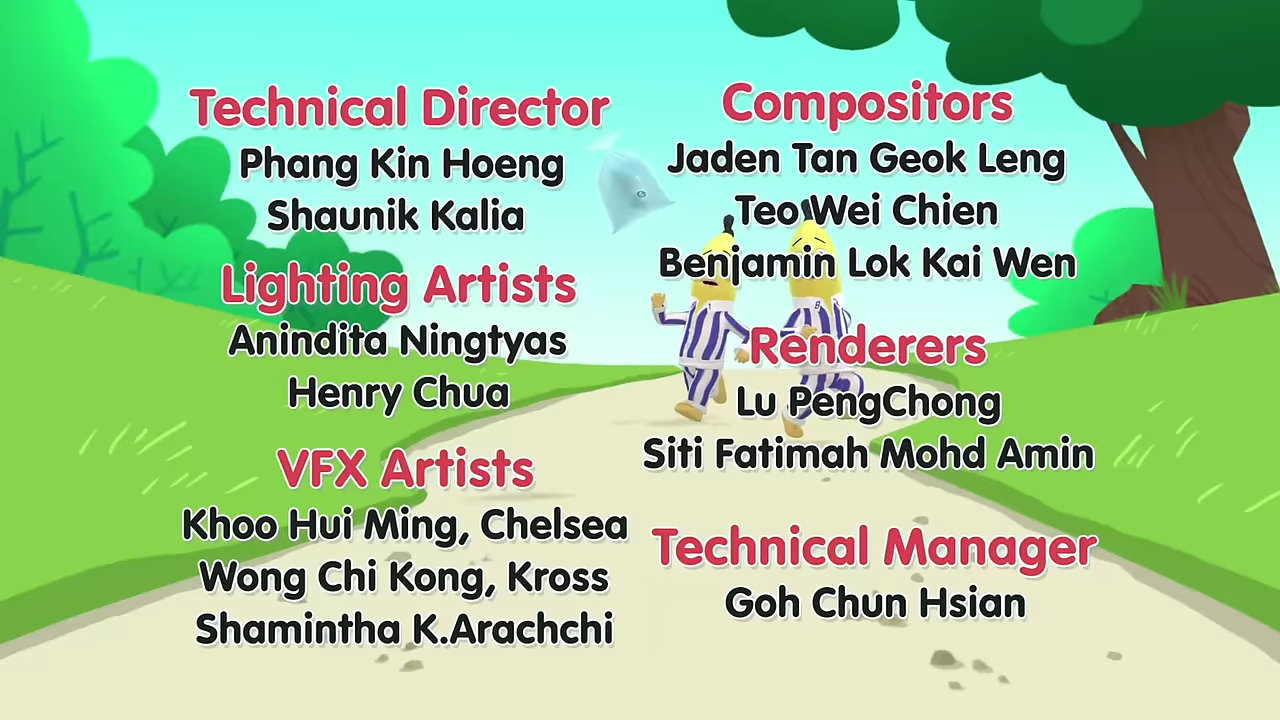 Technical Director
Phang Kin Hoeng
Shaunik Kalia
Lighting Artists
Anindita Ningtyas
Henry Chua
VFX Artists
Khoo Hui Ming, Chelsea
Wong Chi Kong, Kross
Shamintha K.Arachchi
Compositors
Jaden Tan Geok Leng
Teo Wei Chien
Benjamin Lok Kai Wen
Renderers
Lu PengChong
Siti Fatimah Mohd Amin
Technical Manager
Goh Chun Hsian